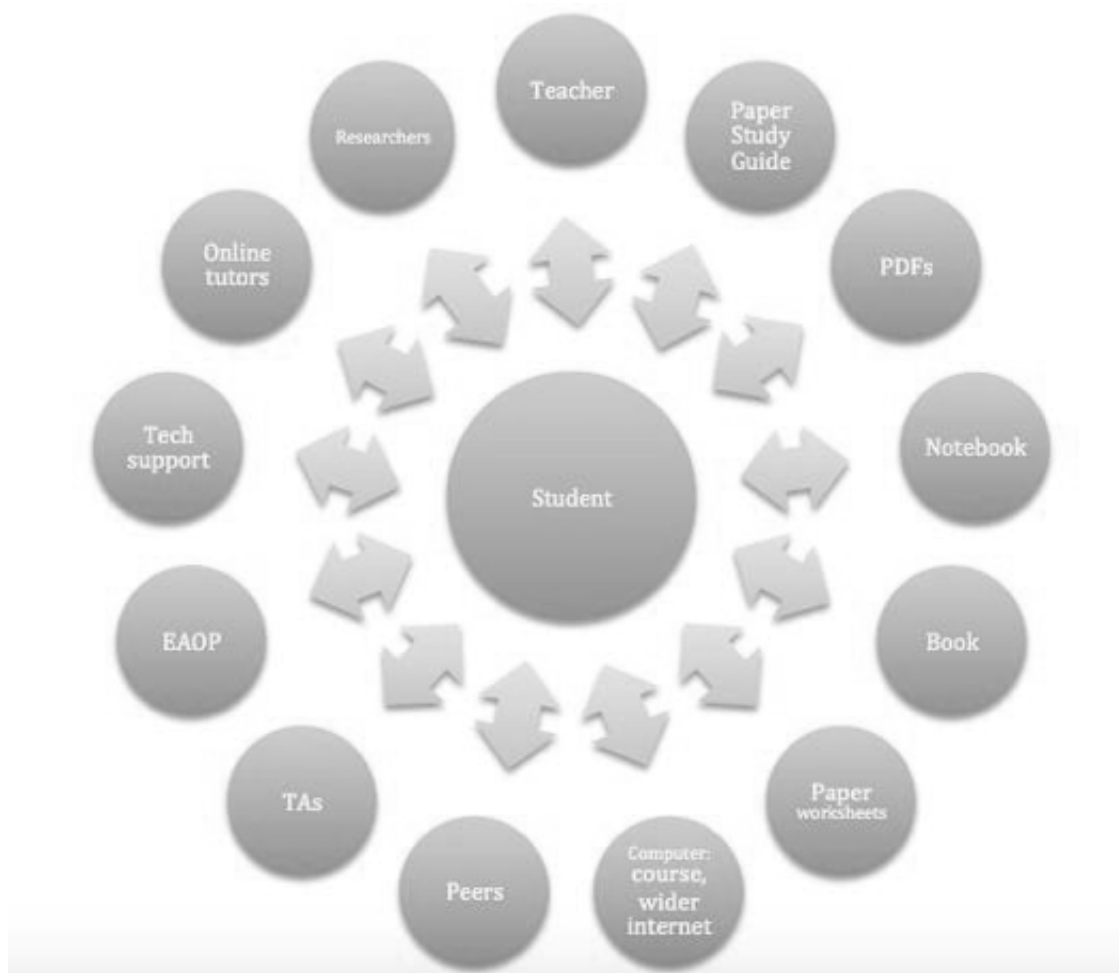 Teacher
Paper
Study
Guide
PDFs
Notebook
Book
Paper
worksheets
Computer:
course,
wider
internet
Peers
TAs
EAOP
Tech
support
Online
tutors
Researchers
Student